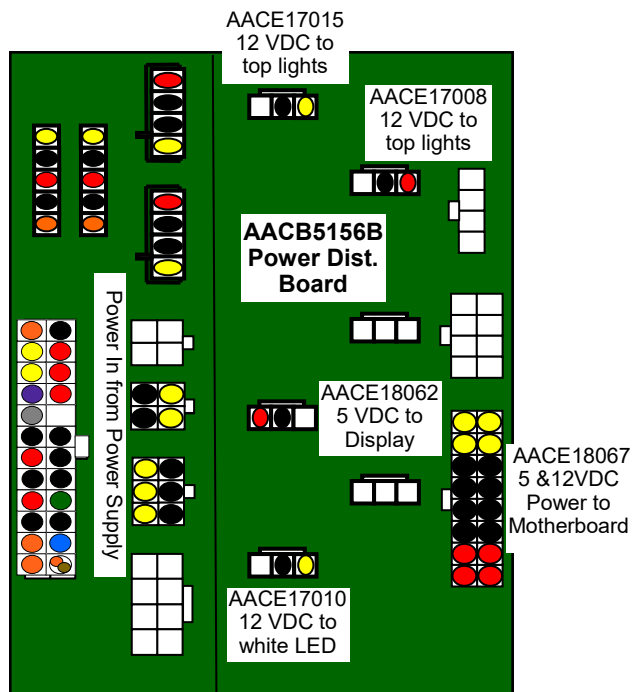 AACE17015
12 VDC to
top lights
AACE17008
12 VDC to
top lights
AACB5156B
Power Dist.
Board
Power In from Power Supply
AACE18062
5 VDC to
Display
AACE18067
5 &12VDC
Power to
Motherboard
AACE17010
12 VDC to
white LED